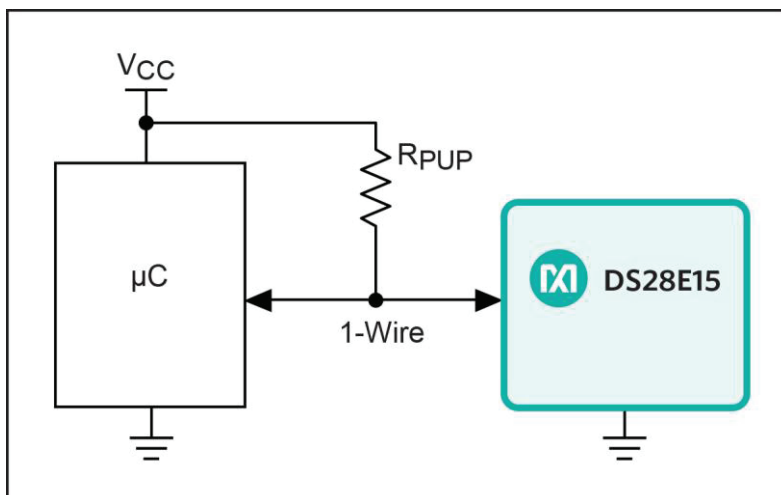 VCC
RPUP
µC
DS28E15
1-Wire